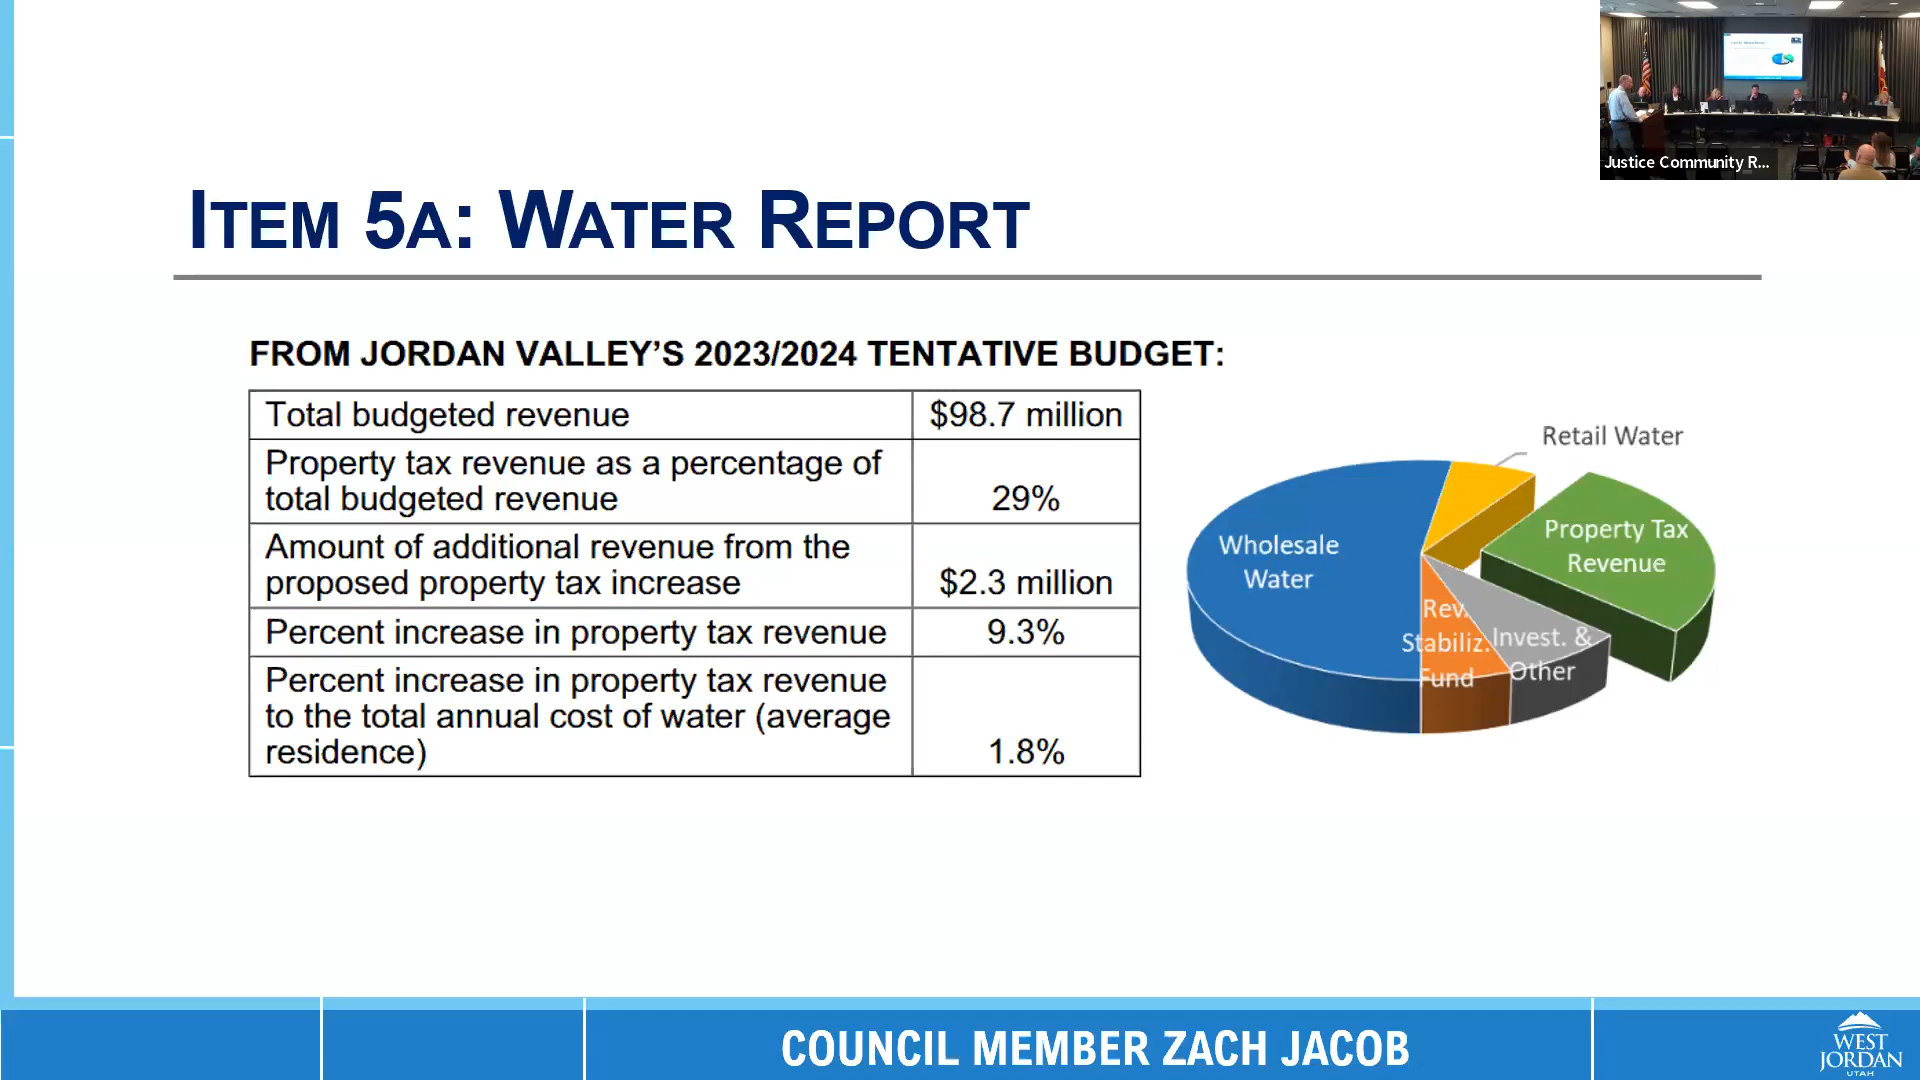 Justice Community R...
ITEM 5A: WATER REPORT
FROM JORDAN VALLEY’S 2023/2024 TENTATIVE BUDGET:
Total budgeted revenue $98.7 million
Property tax revenue as a percentage of
total budgeted revenue 29%
Amount of additional revenue from the
proposed property tax increase $2.3 million
Percent increase in property tax revenue 9.3%
Percent increase in property tax revenue
to the total annual cost of water (average
residence) 1.8%
Retail Water
Property Tax
Revenue
Wholesale
Water
Rev.
Stabiliz.
Fund
Invest. &
Other
COUNCIL MEMBER ZACH JACOB
WEST
JORDAN
UTAH